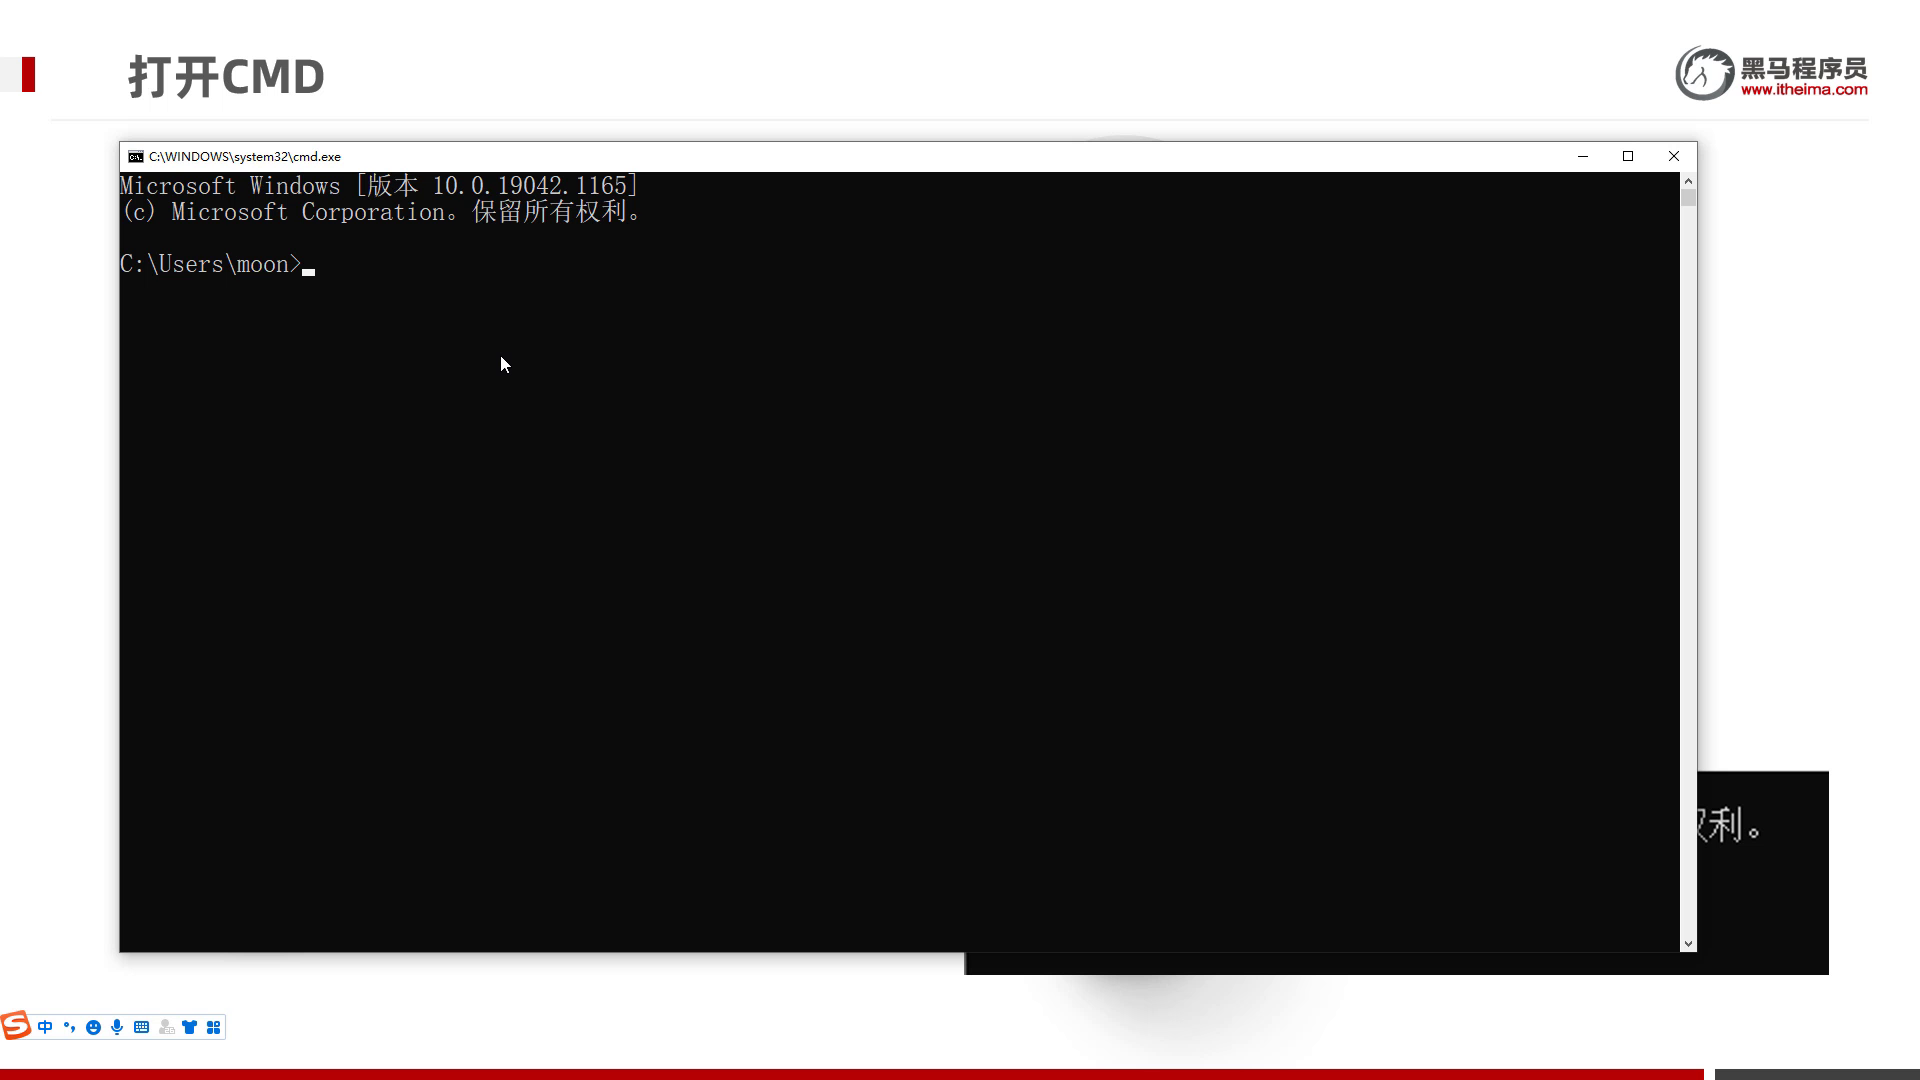 打开CMD
黑马程序员
www.itheima.com
C:\WINDOWS\system32\cmd.exe
Microsoft Windows [版本 10.0.19042.1165]
(c) Microsoft Corporation。保留所有权利。
C:\Users\moon>
利。
中